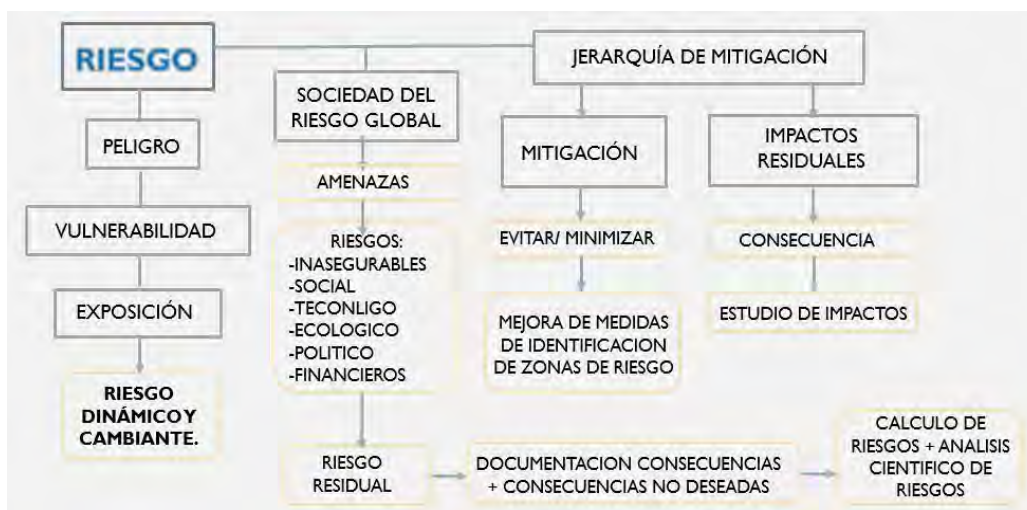 RIESGO
PELIGRO
VULNERABILIDAD
EXPOSICIÓN
RIESGO
DINÁMICO Y
CAMBIANTE.
SOCIEDAD DEL
RIESGO GLOBAL
AMENAZAS
RIESGOS:
-INASEGURABLES
-SOCIAL
-TECONLIGO
-ECOLOGICO
-POLITICO
-FINANCIEROS
RIESGO
RESIDUAL
DOCUMENTACION CONSECUENCIAS
+ CONSECUENCIAS NO DESEADAS
CALCULO DE
RIESGOS + ANALISIS
CIENTIFICO DE
RIESGOS
JERARQUÍA DE MITIGACIÓN
MITIGACIÓN
EVITAR/ MINIMIZAR
MEJORA DE MEDIDAS
DE IDENTIFICACION
DE ZONAS DE RIESGO
IMPACTOS
RESIDUALES
CONSECUENCIA
ESTUDIO DE IMPACTOS